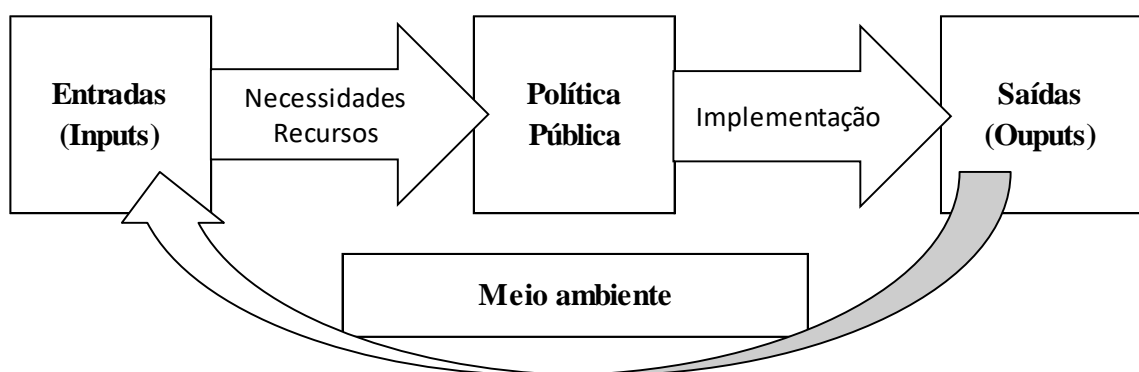 Entradas
(Inputs)
Necessidades
Recursos
Política
Pública
Implementação
Saídas
(Ouputs)
Meio ambiente